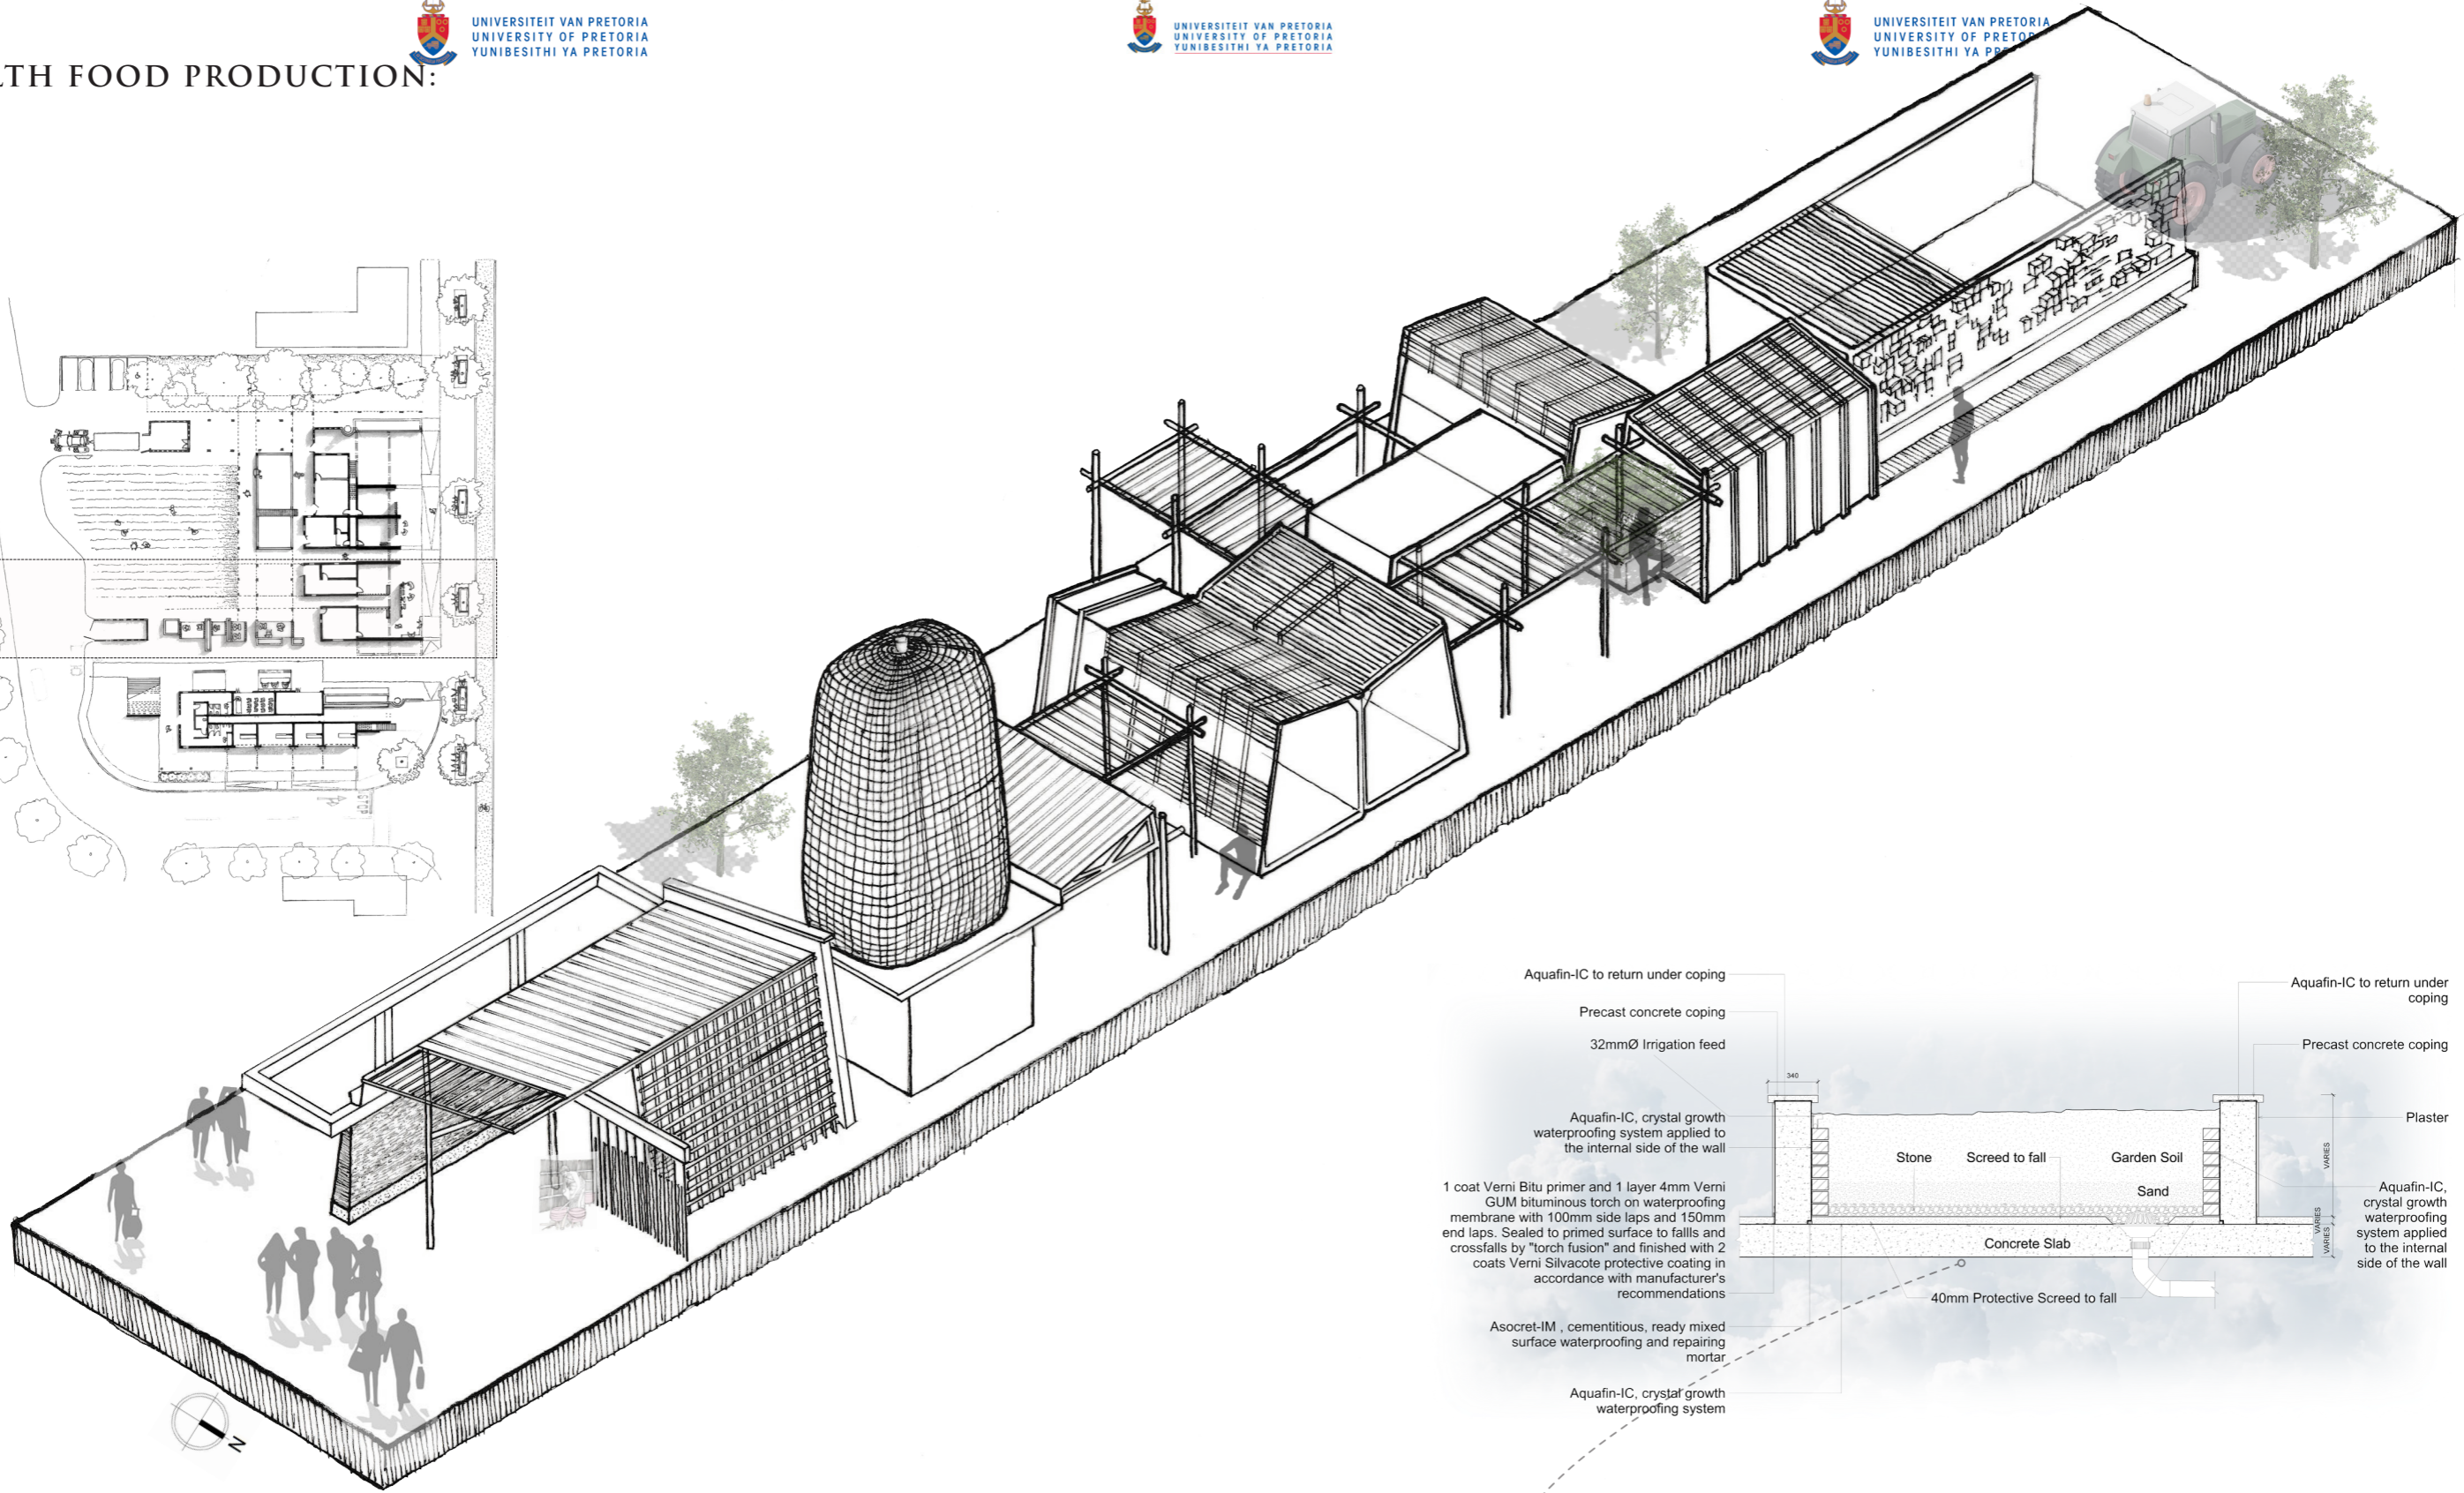 UNIVERSITEIT VAN PRETORIA
UNIVERSITY OF PRETORIA
YUNIBESITHI YA PRETORIA
UNIVERSITEIT VAN PRETORIA
UNIVERSITY OF PRETORIA
YUNIBESITHI YA PRETORIA
UNIVERSITEIT VAN PRETORIA
UNIVERSITY OF PRETOR
YUNIBESITHI YA PRE
LTH FOOD PRODUCTION:
N
Aquafin-IC to return under coping
Precast concrete coping
32mmØ Irrigation feed
340
Aquafin-IC, crystal growth
waterproofing system applied to
the internal side of the wall
1 coat Verni Bitu primer and 1 layer 4mm Verni
GUM bituminous torch on waterproofing
membrane with 100mm side laps and 150mm
end laps. Sealed to primed surface to fallls and
crossfalls by "torch fusion" and finished with 2
coats Verni Silvacote protective coating in
accordance with manufacturer's
recommendations
Asocret-IM , cementitious, ready mixed
surface waterproofing and repairing
mortar
Aquafin-IC, crystal growth
waterproofing system
Stone
Screed to fall
Garden Soil
Sand
Concrete Slab
40mm Protective Screed to fall
Aquafin-IC to return under
coping
Precast concrete coping
Plaster
VARIES
VARIES
VARIES
Aquafin-IC,
crystal growth
waterproofing
system applied
to the internal
side of the wall